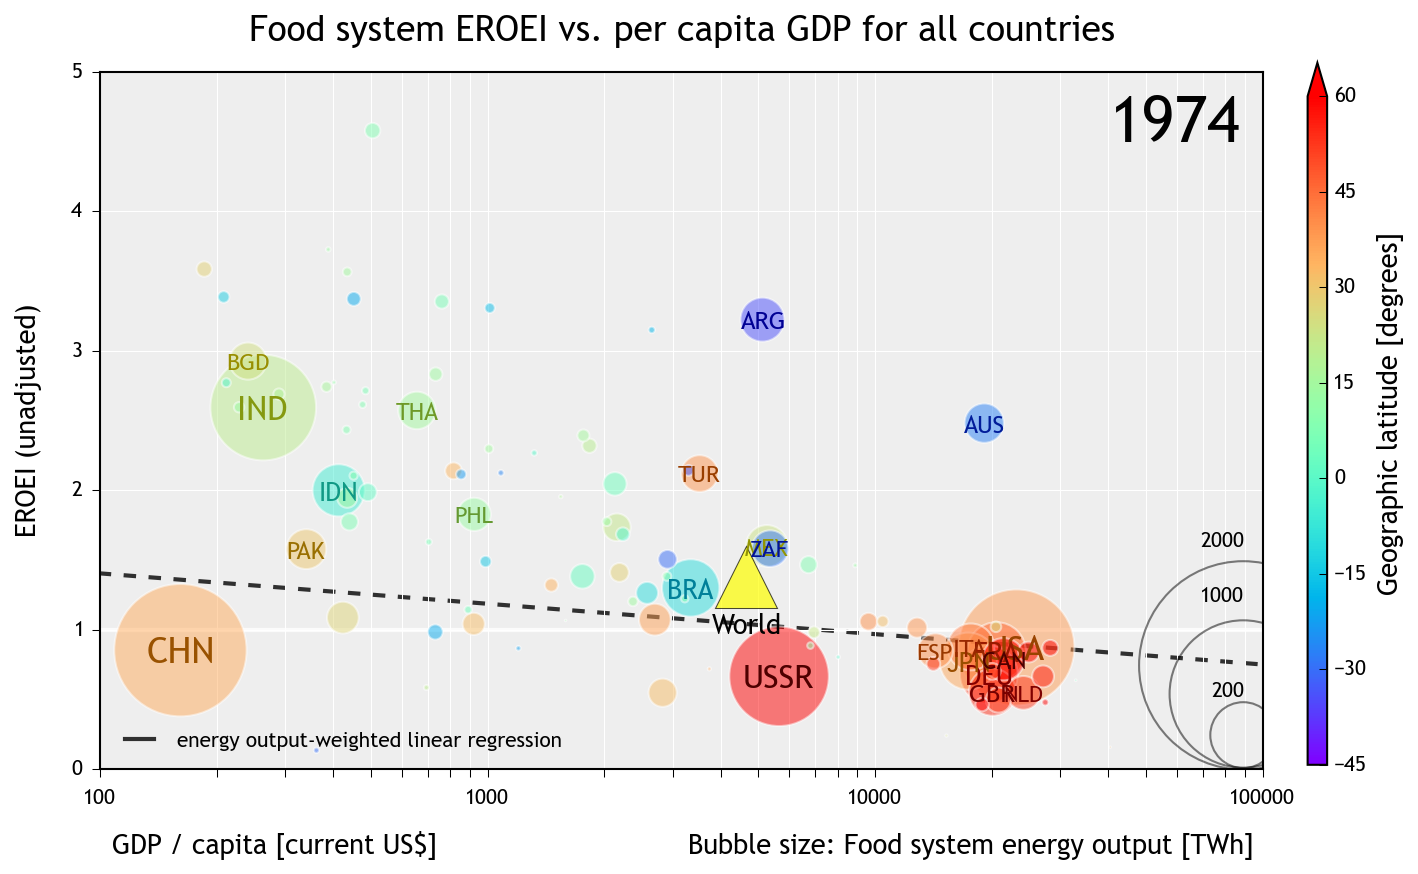 Food system EROEI vs. per capita GDP for all countries
1974
EROEI (unadjusted)
5
4
3
2
1
0
ARG
BGD
IND
THA
AUS
TUR
IDN
PHL
PAK
ZAF
BRA
World
CHN
USSR
ESP
ITA
JPN
USA
CAN
DEU
GBR
NLD
2000
1000
200
energy output-weighted linear regression
100
1000
10000
100000
GDP / capita [current US$]
Bubble size: Food system energy output [TWh]
60
45
30
15
0
−15
−30
−45
Geographic latitude [degrees]